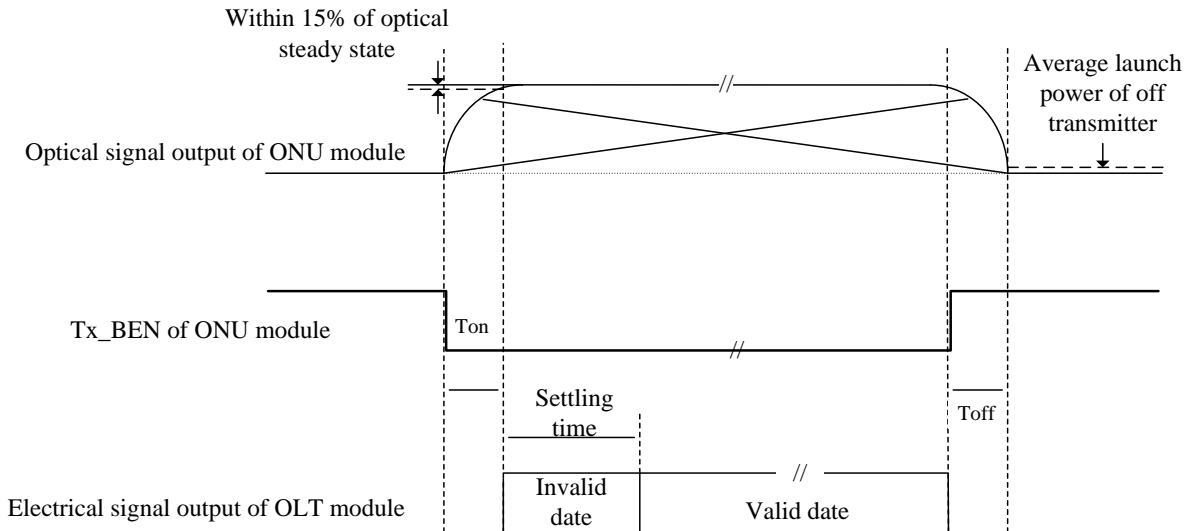 Within 15% of optical
steady state
Average launch
power of off
transmitter
Optical signal output of ONU module
Tx_BEN of ONU module
Ton
Settling
time
Toff
Electrical signal output of OLT module
Invalid
date
Valid date